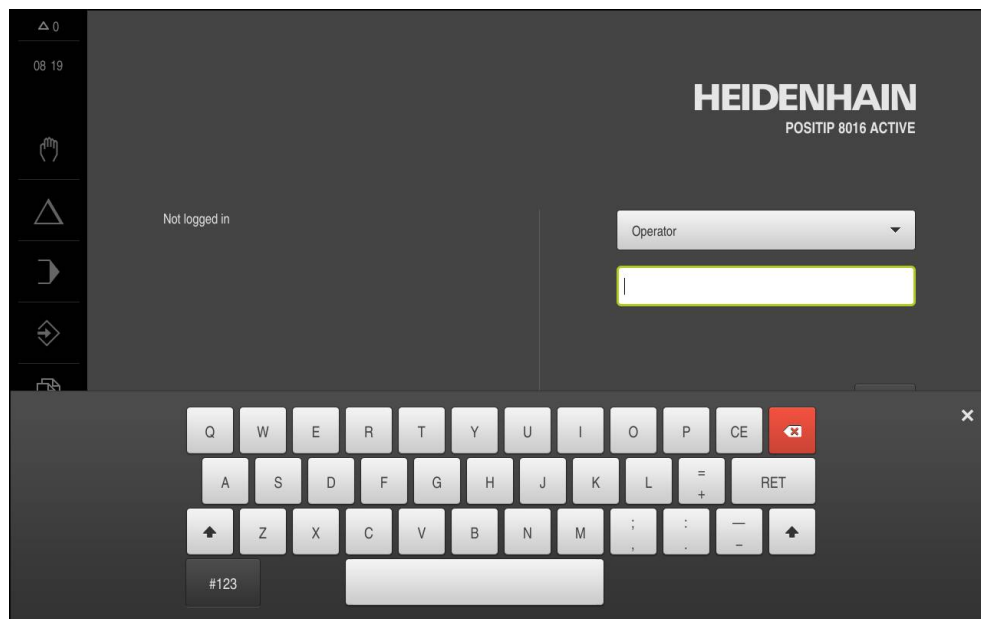 0
08 19
HEIDENHAIN
POSITIP 8016 ACTIVE
Not logged in
Operator
Q W E R T Y U I O P CE
A S D F G H J K L = + RET
Z X C V B N M ; , : . — –
#123